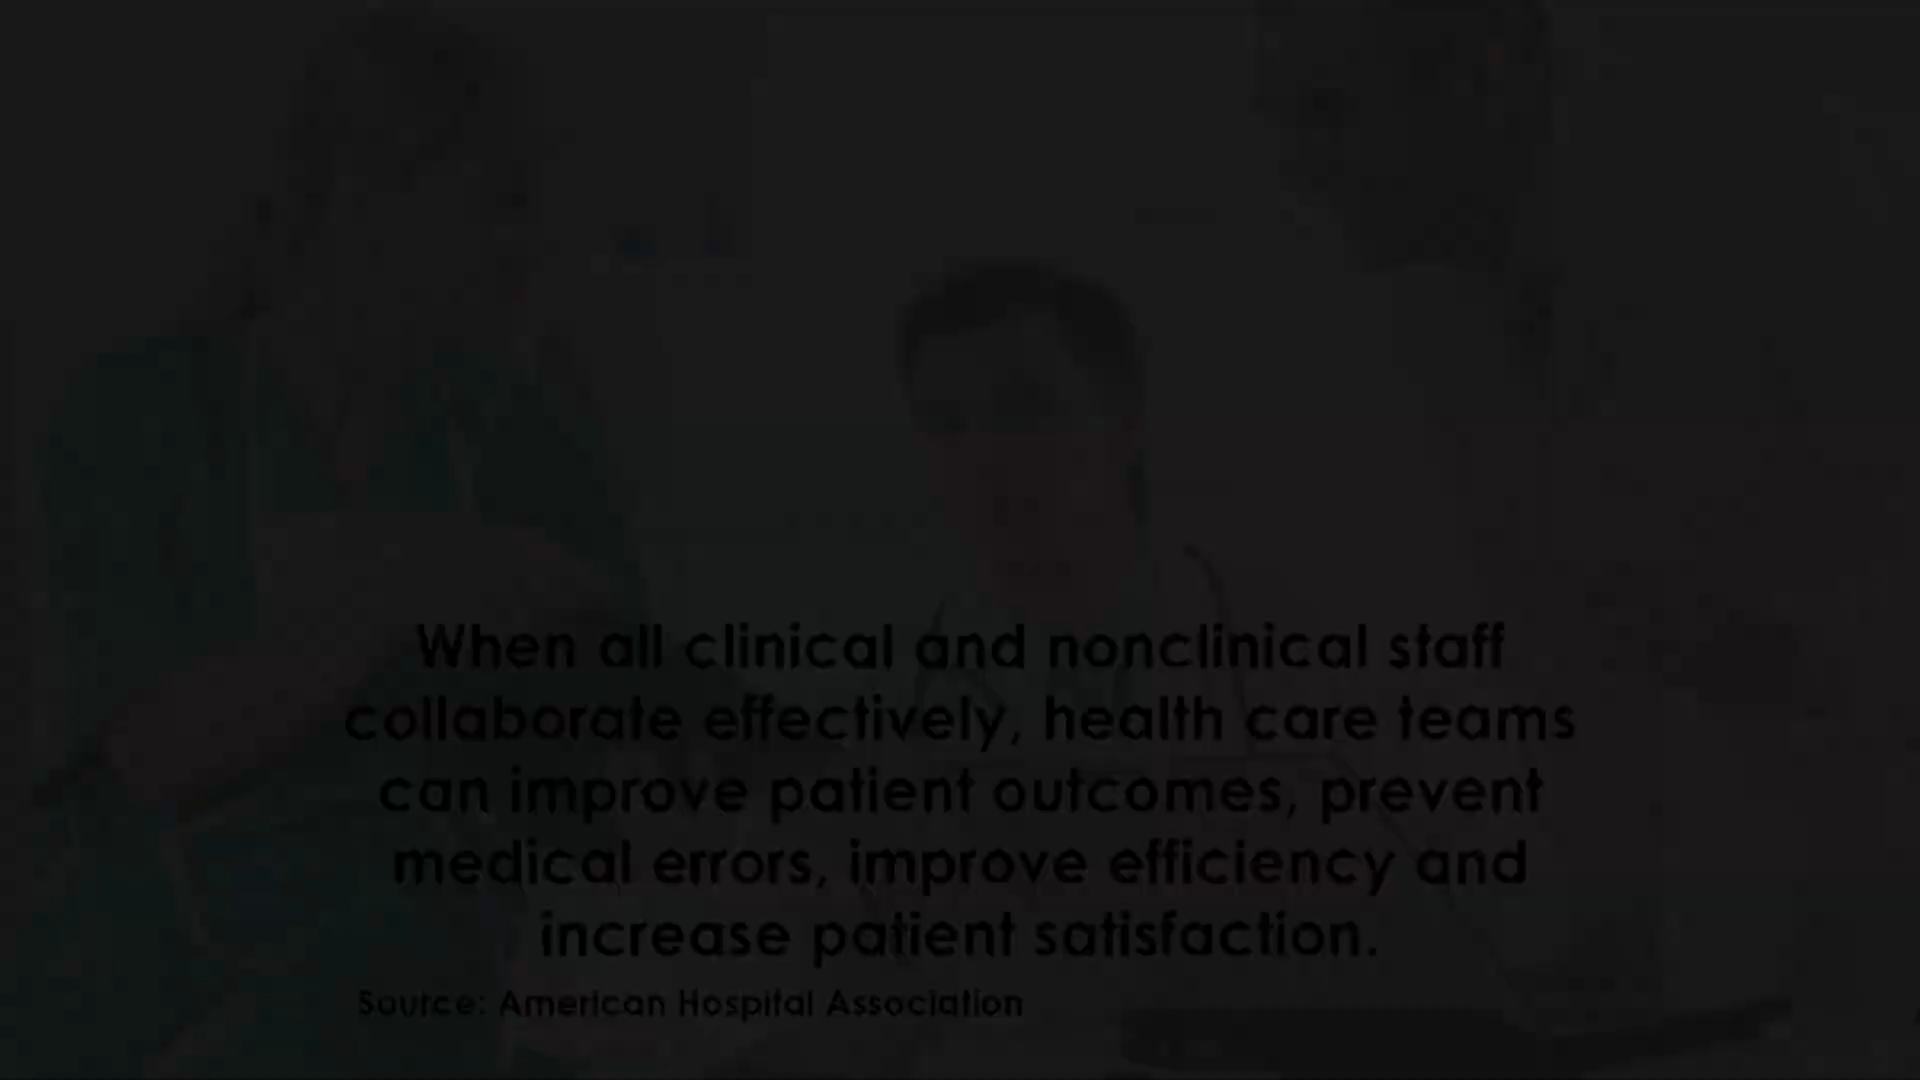 When all clinical and nonclinical staff
collaborate effectively, health care teams
can improve patient outcomes, prevent
medical errors, improve efficiency and
increase patient satisfaction.
Source: American Hospital Association